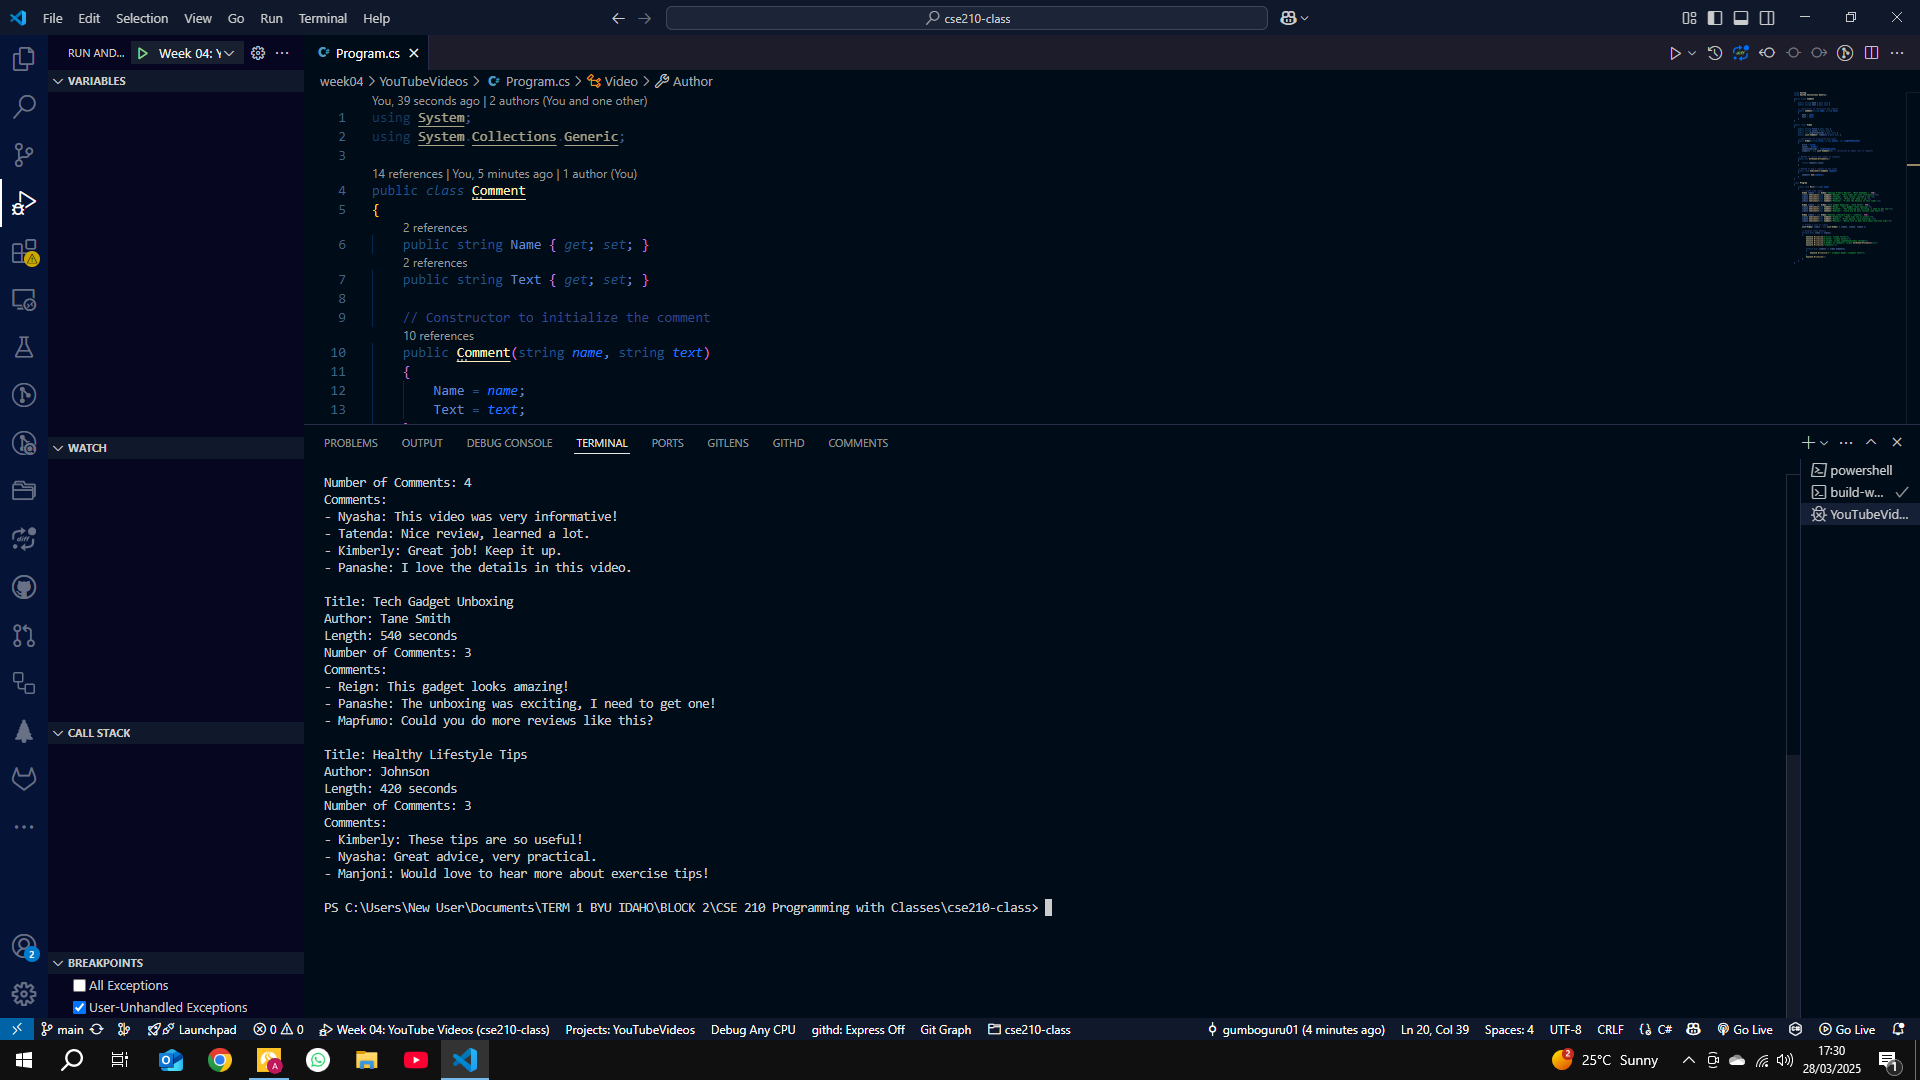 File Edit Selection View Go Run Terminal Help
cse210-class
RUN AND... Week 04: Y
Program.cs
VARIABLES
week04 > YouTubeVideos > Program.cs > Video > Author
You, 39 seconds ago | 2 authors (You and one other)
1 using System;
2 using System.Collections.Generic;
3
14 references | You, 5 minutes ago | 1 author (You)
4 public class Comment
5 {
2 references
6 public string Name { get; set; }
2 references
7 public string Text { get; set; }
8
9 // Constructor to initialize the comment
10 references
10 public Comment(string name, string text)
11 {
12 Name = name;
13 Text = text;
WATCH
CALL STACK
BREAKPOINTS
All Exceptions
User-Unhandled Exceptions
PROBLEMS OUTPUT DEBUG CONSOLE TERMINAL PORTS GITLENS GITHD COMMENTS
powershell
build-w...
YouTubeVid...
Number of Comments: 4
Comments:
- Nyasha: This video was very informative!
- Tatenda: Nice review, learned a lot.
- Kimberly: Great job! Keep it up.
- Panashe: I love the details in this video.
Title: Tech Gadget Unboxing
Author: Tane Smith
Length: 540 seconds
Number of Comments: 3
Comments:
- Reign: This gadget looks amazing!
- Panashe: The unboxing was exciting, I need to get one!
- Mapfumo: Could you do more reviews like this?
Title: Healthy Lifestyle Tips
Author: Johnson
Length: 420 seconds
Number of Comments: 3
Comments:
- Kimberly: These tips are so useful!
- Nyasha: Great advice, very practical.
- Manjoni: Would love to hear more about exercise tips!
PS C:\Users\New User\Documents\TERM 1 BYU IDAHO\BLOCK 2\CSE 210 Programming with Classes\cse210-class>
2
main Launchpad 0 0 Week 04: YouTube Videos (cse210-class) Projects: YouTubeVideos Debug Any CPU githd: Express Off Git Graph cse210-class gumboguru01 (4 minutes ago) Ln 20, Col 39 Spaces: 4 UTF-8 CRLF C# Go Live Go Live
2 25°C Sunny
17:30
28/03/2025
1